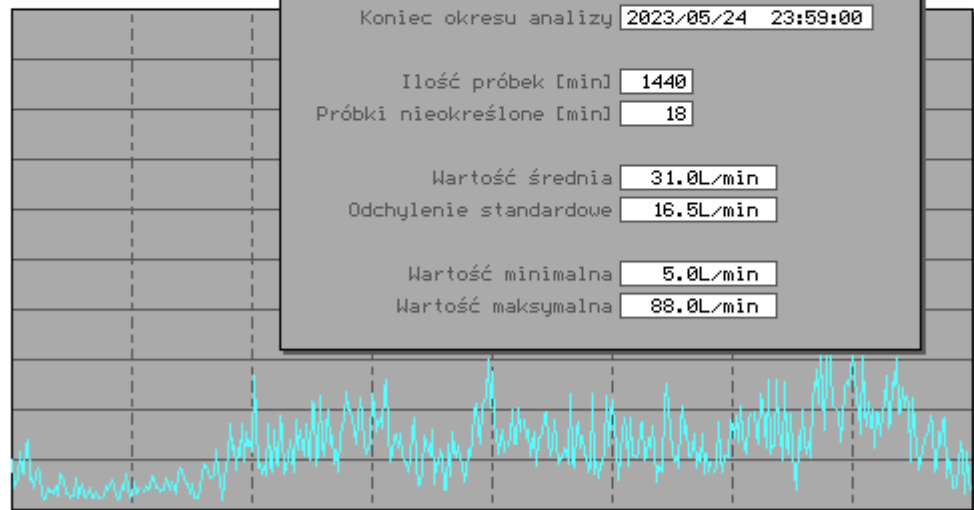 Koniec okresu analizy 2023/05/24 23:59:00
Ilość próbek [min] 1440
Próbki nieokreślone [min] 18
Wartość średnia 31.0L/min
Odchylenie standardowe 16.5L/min
Wartość minimalna 5.0L/min
Wartość maksymalna 88.0L/min